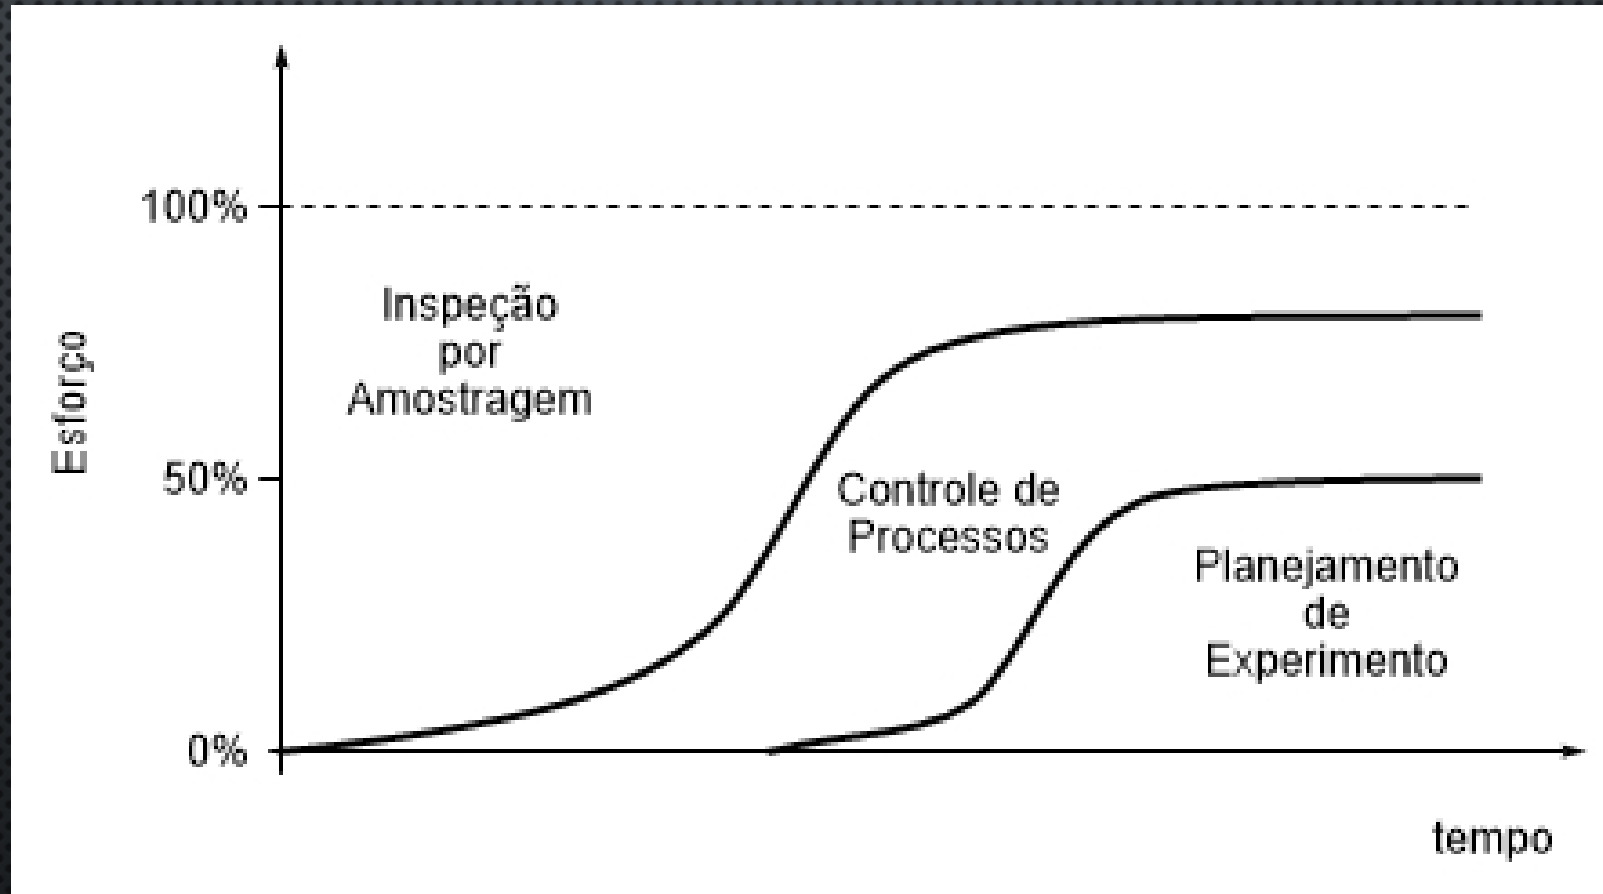 100%
Inspeção
por
Amostragem
Esforço
50%
Controle de
Processos
Planejamento
de
Experimento
0%
tempo